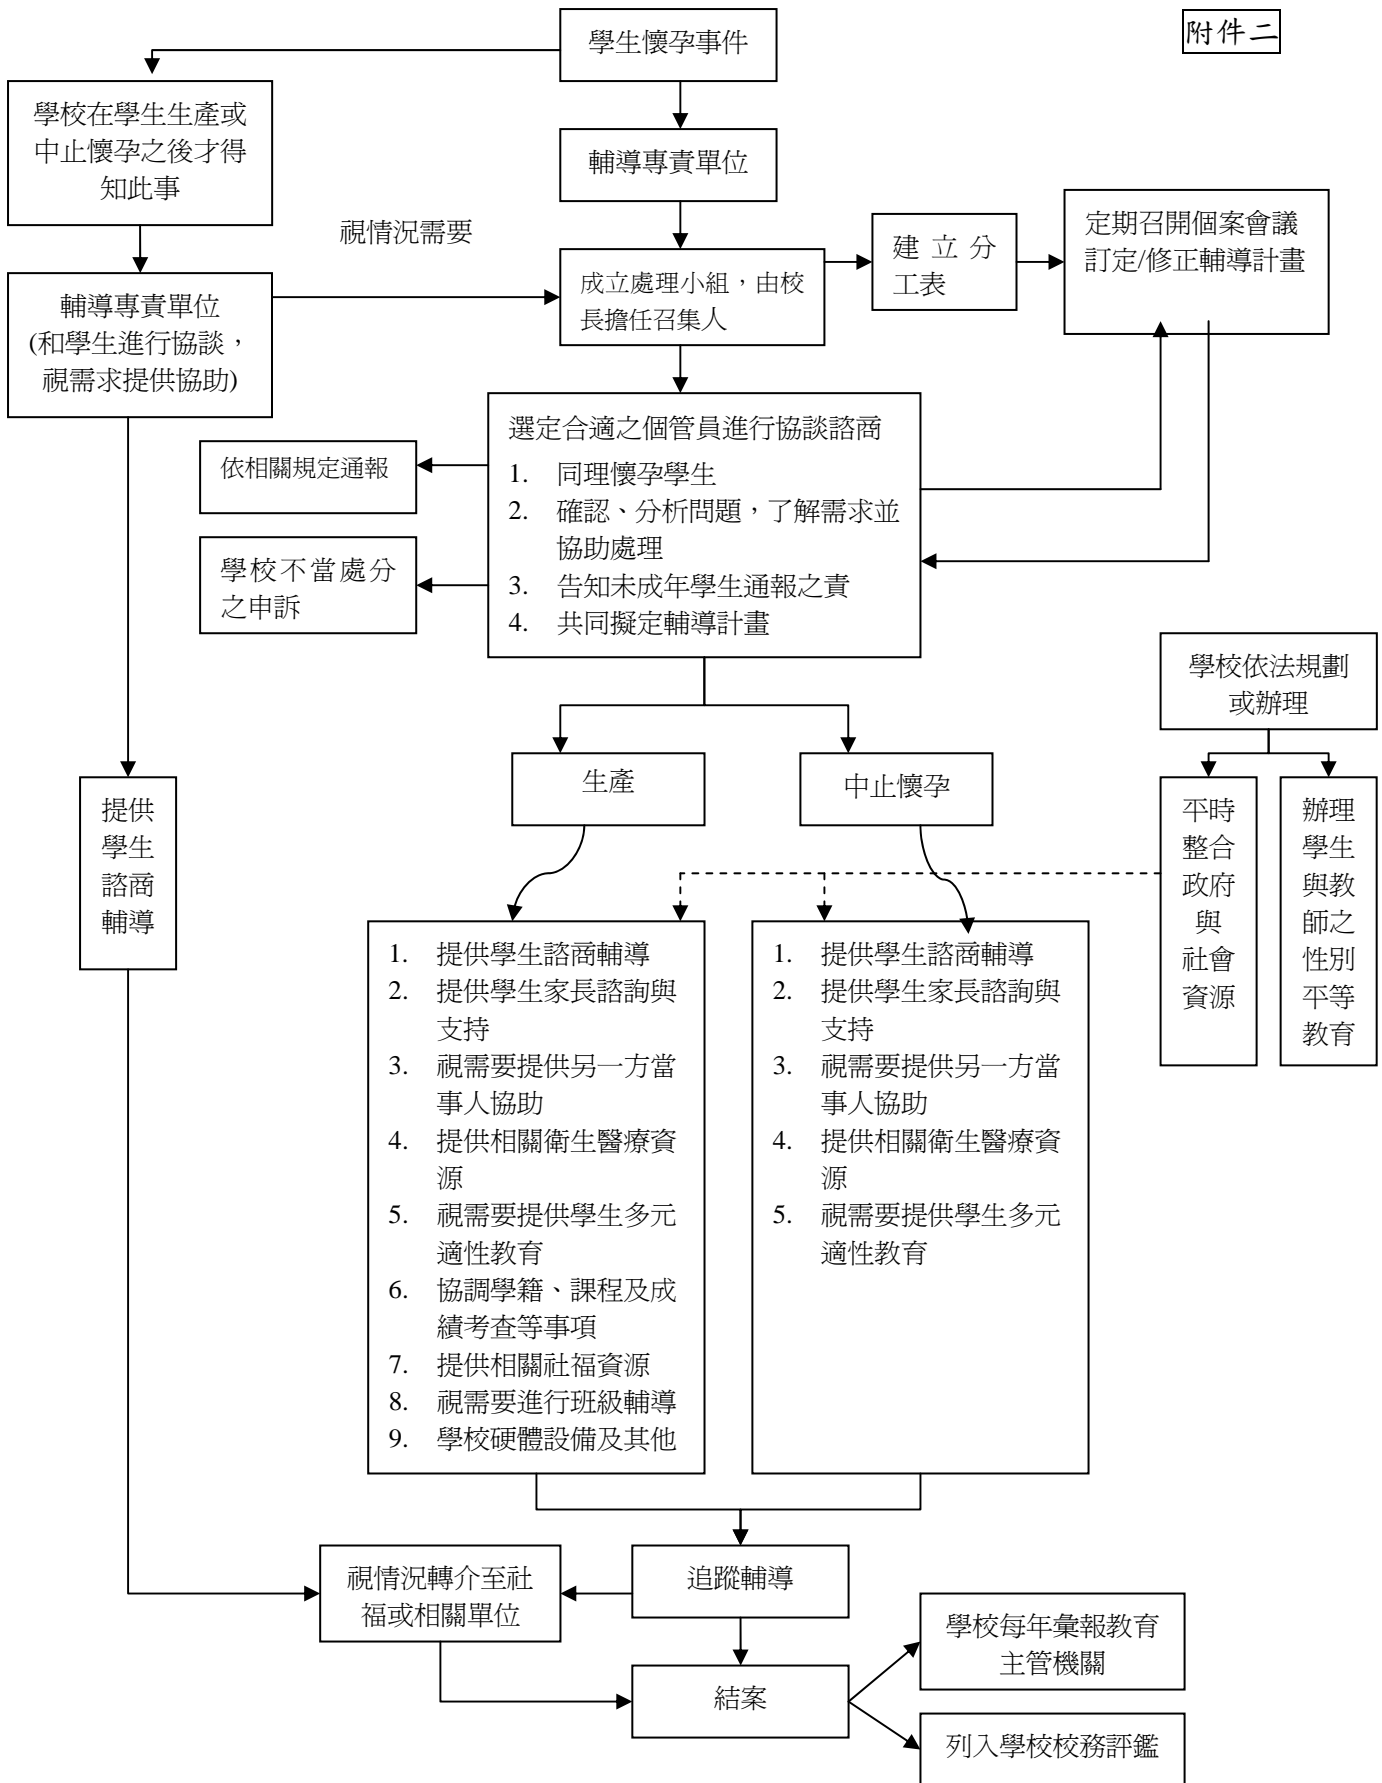 附件二
學生懷孕事件
學校在學生生產或
中止懷孕之後才得
知此事
輔導專責單位
視情況需要
定期召開個案會議
訂定/修正輔導計畫
建立分
工表
成立處理小組，由校
長擔任召集人
輔導專責單位
(和學生進行協談，
視需求提供協助)
選定合適之個管員進行協談諮商
1. 同理懷孕學生
2. 確認、分析問題，了解需求並
協助處理
3. 告知未成年學生通報之責
4. 共同擬定輔導計畫
依相關規定通報
學校不當處分
之申訴
學校依法規劃
或辦理
生產
中止懷孕
提供
學生
諮商
輔導
平時
整合
政府
與
社會
資源
辦理
學生
與教
師之
性別
平等
教育
1. 提供學生諮商輔導
2. 提供學生家長諮詢與
支持
3. 視需要提供另一方當
事人協助
4. 提供相關衛生醫療資
源
5. 視需要提供學生多元
適性教育
6. 協調學籍、課程及成
績考查等事項
7. 提供相關社福資源
8. 視需要進行班級輔導
9. 學校硬體設備及其他
1. 提供學生諮商輔導
2. 提供學生家長諮詢與
支持
3. 視需要提供另一方當
事人協助
4. 提供相關衛生醫療資
源
5. 視需要提供學生多元
適性教育
視情況轉介至社
福或相關單位
追蹤輔導
結案
學校每年彙報教育
主管機關
列入學校校務評鑑